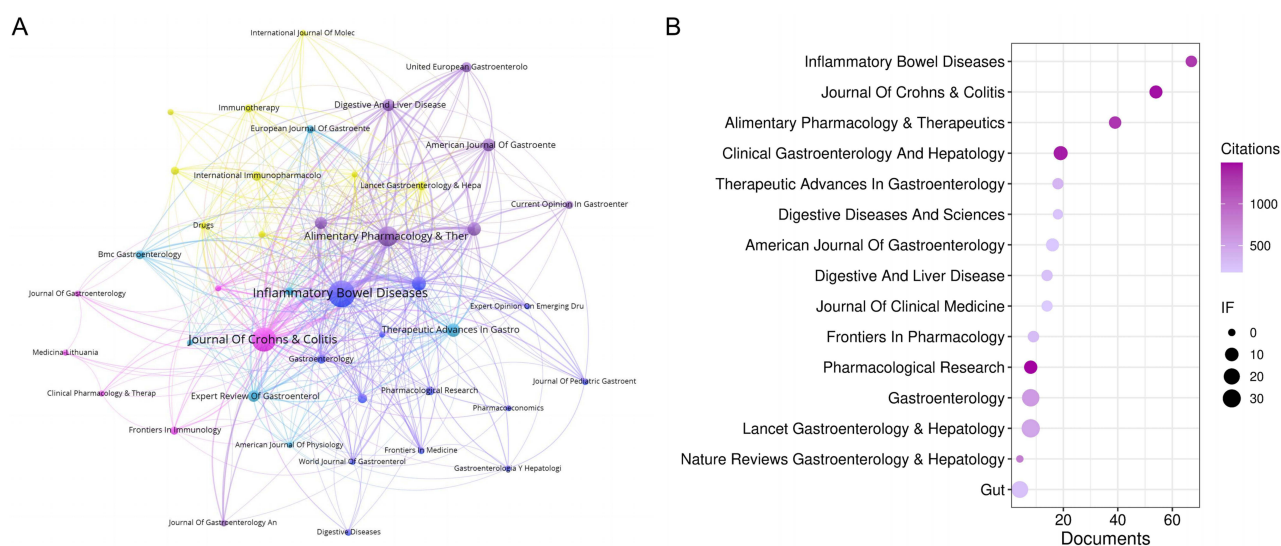 A
International Journal Of Molec
United European Gastroenterolo
Digestive And Liver Disease
Immunotherapy
European Journal Of Gastroente
American Journal Of Gastroente
International Immunopharmacolo
Lancet Gastroenterology & Hepa
Current Opinion In Gastroenter
Drugs
Alimentary Pharmacology & Ther
Bmc Gastroenterology
Journal Of Gastroenterology
Inflammatory Bowel Diseases
Expert Opinion On Emerging Dru
Therapeutic Advances In Gastro
Journal Of Crohns & Colitis
Medicina-Lithuania
Gastroenterology
Journal Of Pediatric Gastroent
Clinical Pharmacology & Therap
Expert Review Of Gastroenterol
Pharmacological Research
Pharmacoeconomics
Frontiers In Immunology
American Journal Of Physiology
Frontiers In Medicine
World Journal Of Gastroenterol
Gastroenterologia Y Hepatologi
Journal Of Gastroenterology An
Digestive Diseases
B
Inflammatory Bowel Diseases
Journal Of Crohns & Colitis
Alimentary Pharmacology & Therapeutics
Clinical Gastroenterology And Hepatology
Therapeutic Advances In Gastroenterology
Digestive Diseases And Sciences
American Journal Of Gastroenterology
Digestive And Liver Disease
Journal Of Clinical Medicine
Frontiers In Pharmacology
Pharmacological Research
Gastroenterology
Lancet Gastroenterology & Hepatology
Nature Reviews Gastroenterology & Hepatology
Gut
20 40 60
Documents
Citations
1000
500
IF
0
10
20
30